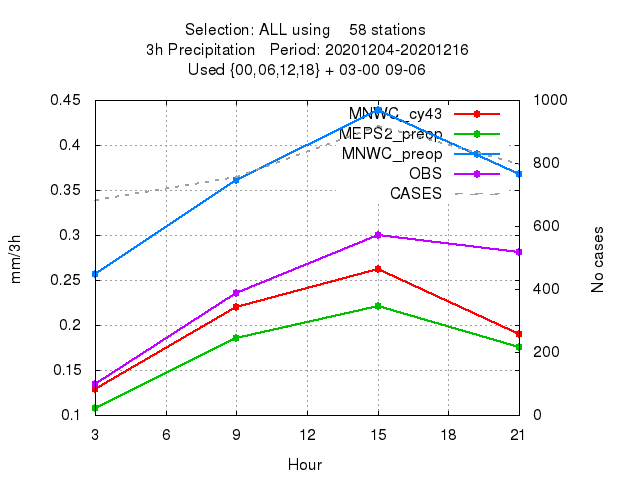 Selection: ALL using 58 stations
3h Precipitation Period: 20201204-20201216
Used {00,06,12,18} + 03-00 09-06
0.45
0.4
0.35
0.3
0.25
0.2
0.15
0.1
mm/3h
MNWC_cy43
MEPS2_preop
MNWC_preop
OBS
CASES
1000
800
600
400
200
0
No cases
3 6 9 12 15 18 21
Hour